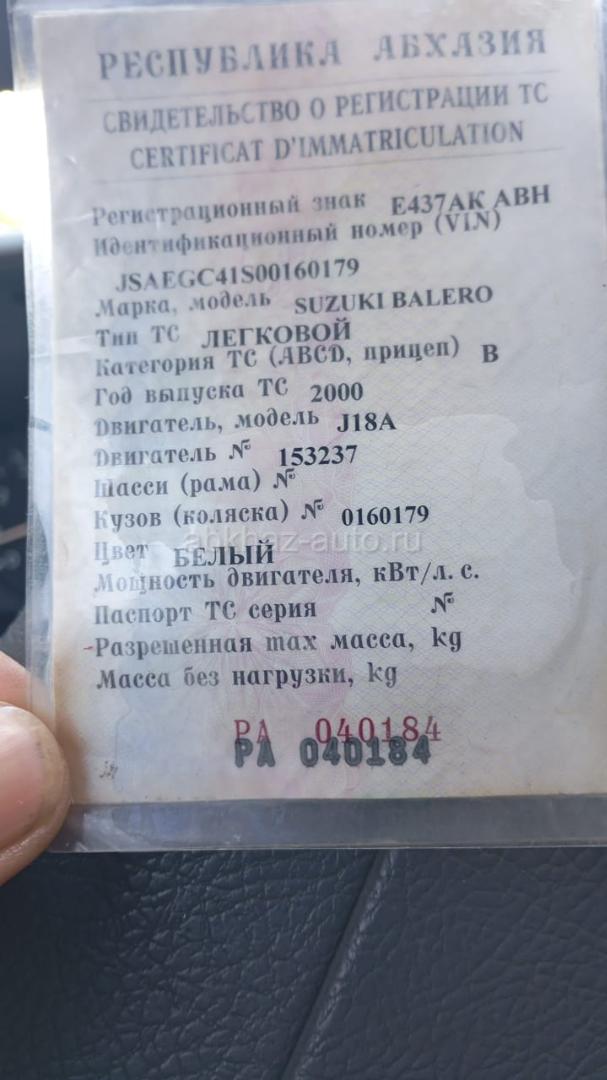 РЕСПУБЛИКА АБХАЗИЯ
СВИДЕТЕЛЬСТВО О РЕГИСТРАЦИИ ТС
CERTIFICAT D'IMMATRICULATION
Регистрационный знак E437AK ABH
Идентификационный номер (VIN)
JSAEGC41S00160179
Марка, модель SUZUKI BALERO
Тип ТС ЛЕГКОВОЙ
Категория ТС (ABCD, прицеп) B
Год выпуска ТС 2000
Двигатель, модель J18A
Двигатель № 153237
Шасси (рама) №
Кузов (коляска) № 0160179
abkhaz-auto.ru
Цвет БЕЛЫЙ
Мощность двигателя, кВт/л. с.
Паспорт ТС серия №
Разрешенная max масса, kg
Масса без нагрузки, kg
РА 040184
РА 040184